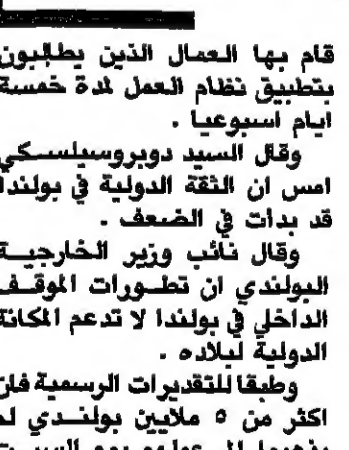 قام بها العمال الذين يطالبون
بتطبيق نظام العمل لمدة خمسة
ايام اسبوعيا .
وقال السيد دوبروسيلسكي
امس ان الثقة الدولية في بولندا
قد بدات في الضعف .
وقال نائب وزير الخارجية
البولندي ان تطورات الموقف
الداخلي في بولندا لا تدعم المكانة
الدولية لبلاده .
وطبقا للتقديرات الرسمية فان
اكثر من ٥ ملايين بولندي لم